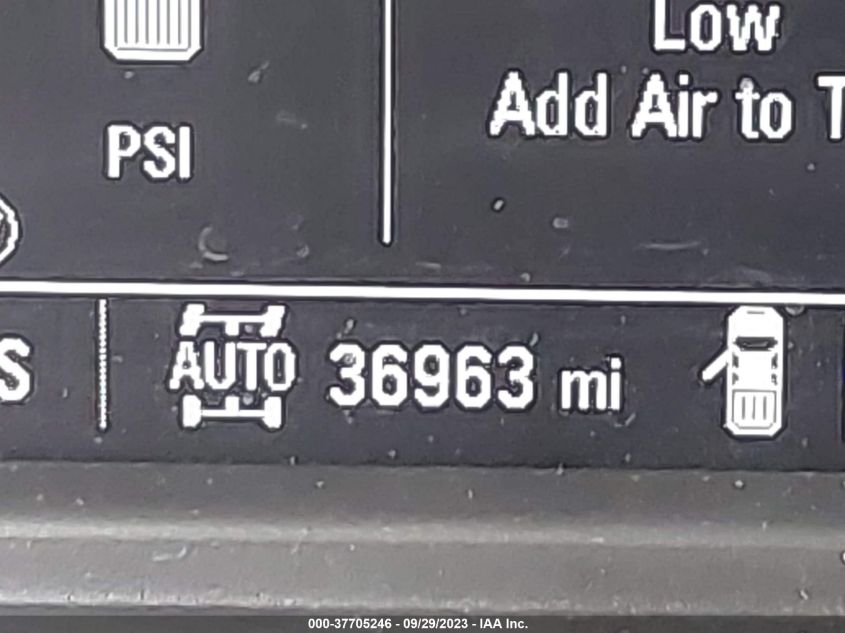 Low
Add Air to T
PSI
S
AUTO 36963 mi
000-37705246 - 09/29/2023 - IAA Inc.